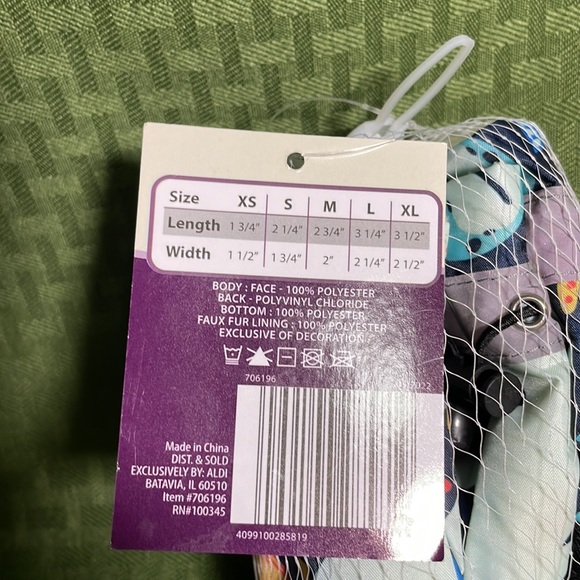 Size XS S M L XL
Length 1 3/4" 2 1/4" 2 3/4" 3 1/4" 3 1/2"
Width 1 1/2" 1 3/4" 2" 2 1/4" 2 1/2"
BODY : FACE - 100% POLYESTER
BACK - POLYVINYL CHLORIDE
BOTTOM : 100% POLYESTER
FAUX FUR LINING : 100% POLYESTER
EXCLUSIVE OF DECORATION
706196
Made in China
DIST. & SOLD
EXCLUSIVELY BY: ALDI
BATAVIA, IL 60510
Item #706196
RN#100345
4099100285819